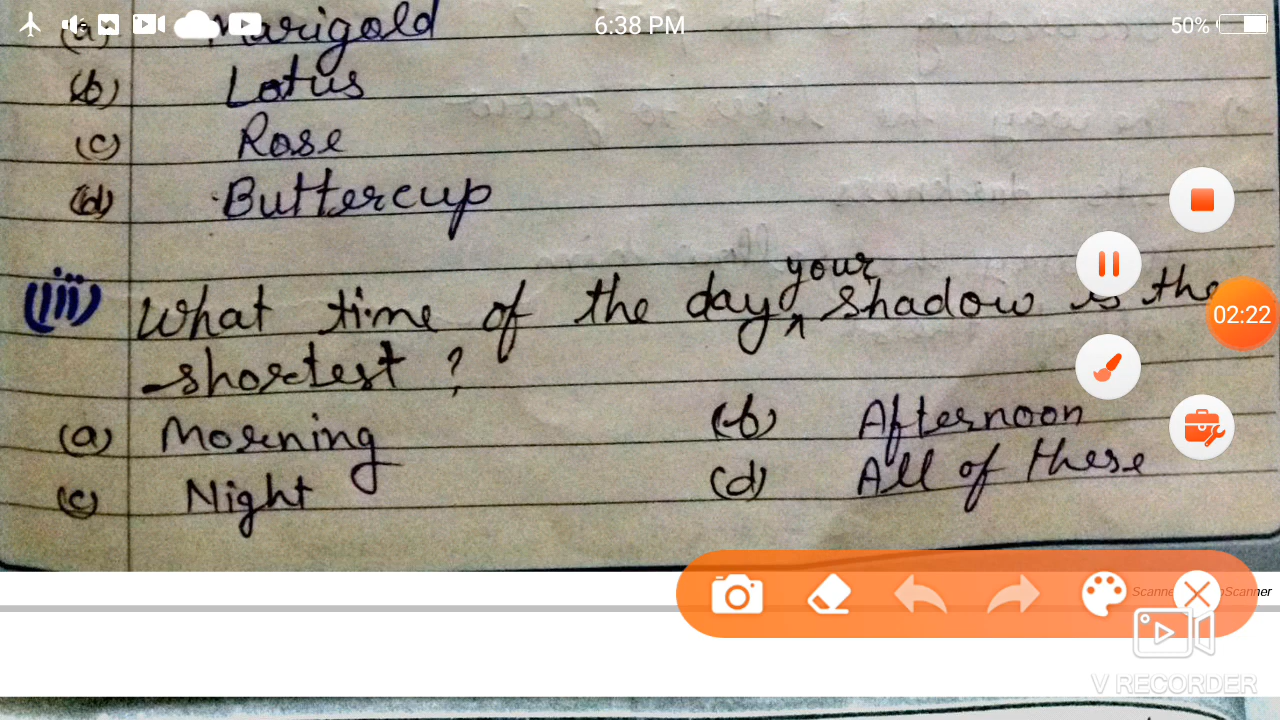 6:38 PM
50%
(a) Marigold
(b) Lotus
(c) Rose
(d) Buttercup
02:22
(iii) What time of the day your shadow is the
shortest ?
(a) Morning (b) Afternoon
(c) Night (d) All of these
Scanner
V RECORDER